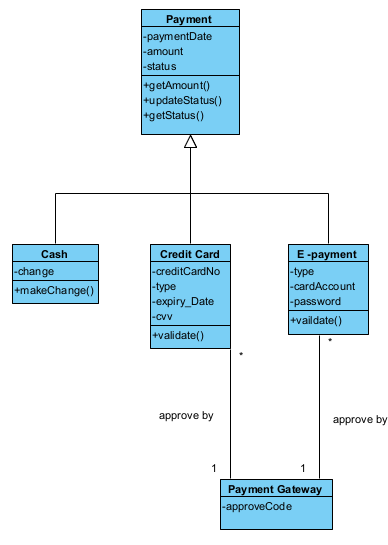 Payment
-paymentDate
-amount
-status
+getAmount()
+updateStatus()
+getStatus()
Cash
-change
+makeChange()
Credit Card
-creditCardNo
-type
-expiry_Date
-cvv
+validate()
E -payment
-type
-cardAccount
-password
+vaildate()
*
*
approve by
approve by
1
1
Payment Gateway
-approveCode